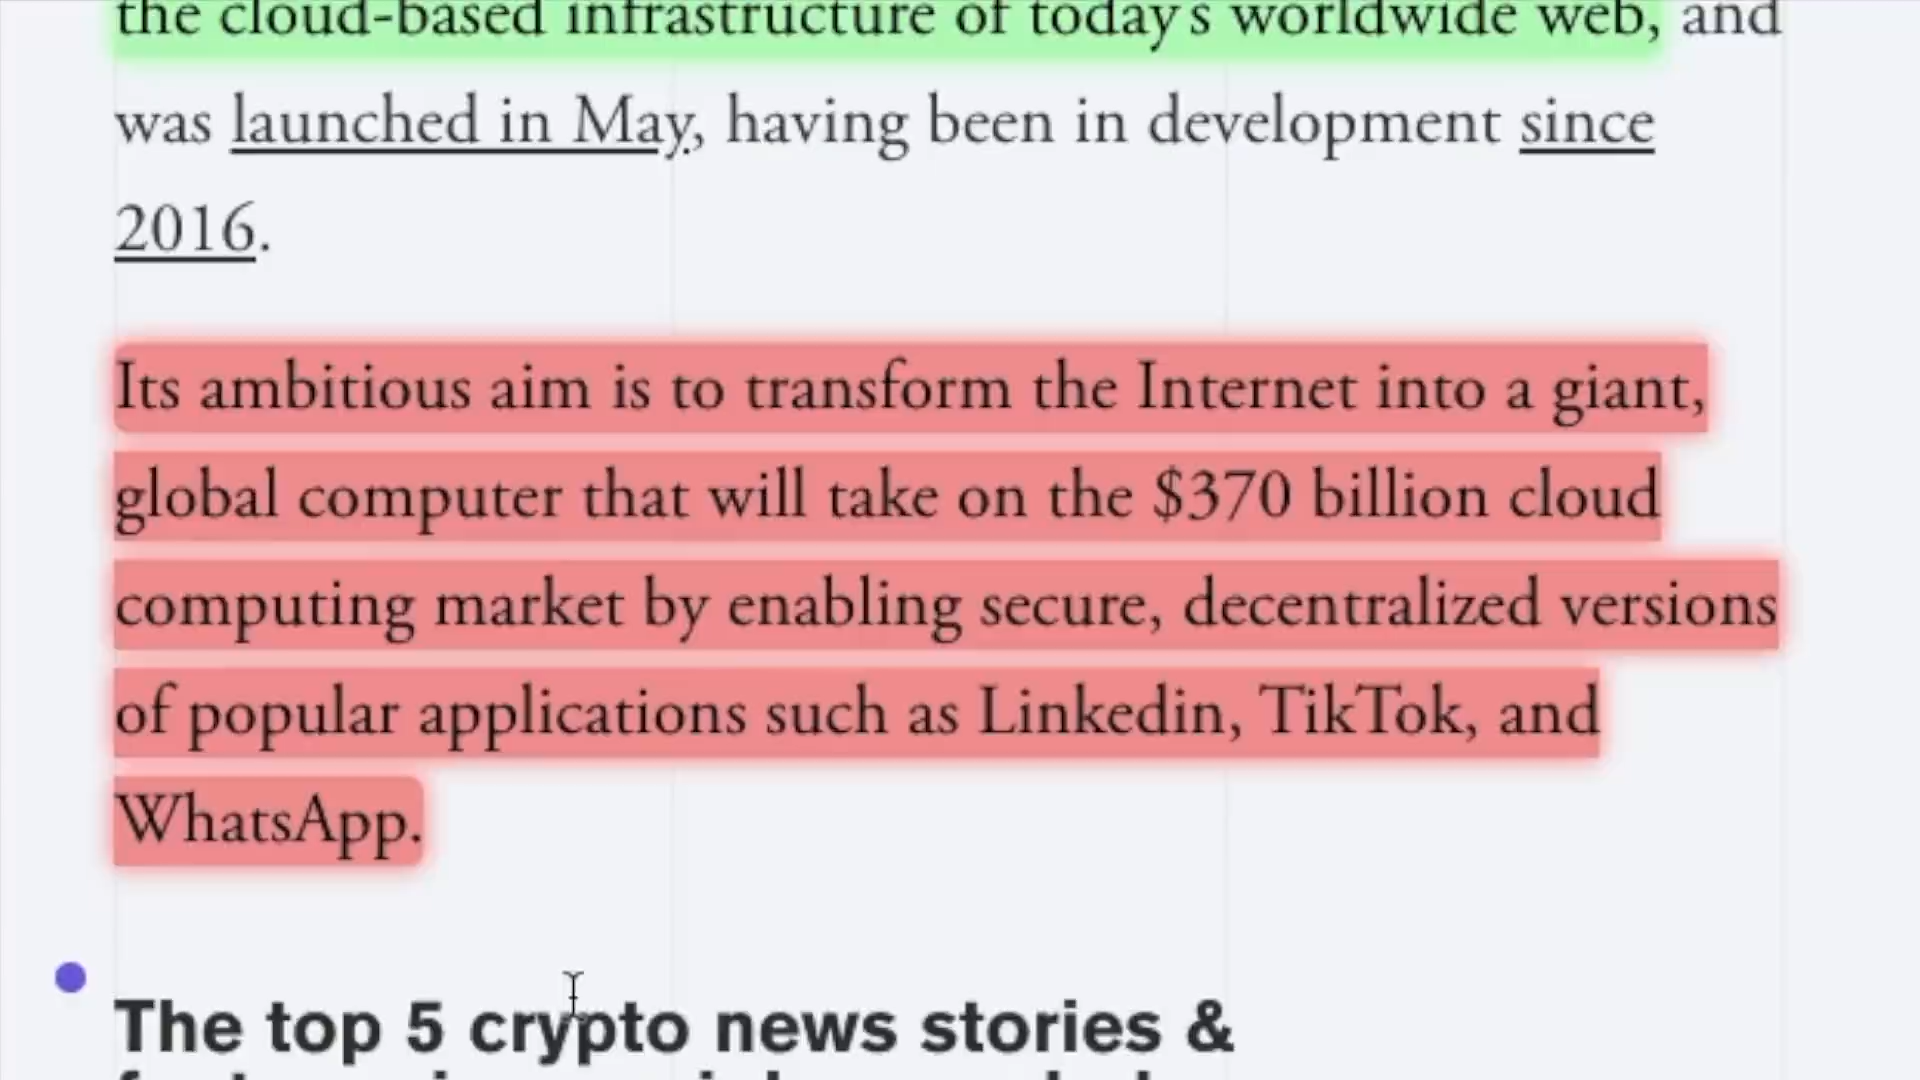 the cloud-based infrastructure of today's worldwide web, and
was launched in May, having been in development since
2016.
Its ambitious aim is to transform the Internet into a giant,
global computer that will take on the $370 billion cloud
computing market by enabling secure, decentralized versions
of popular applications such as Linkedin, TikTok, and
WhatsApp.
The top 5 crypto news stories &